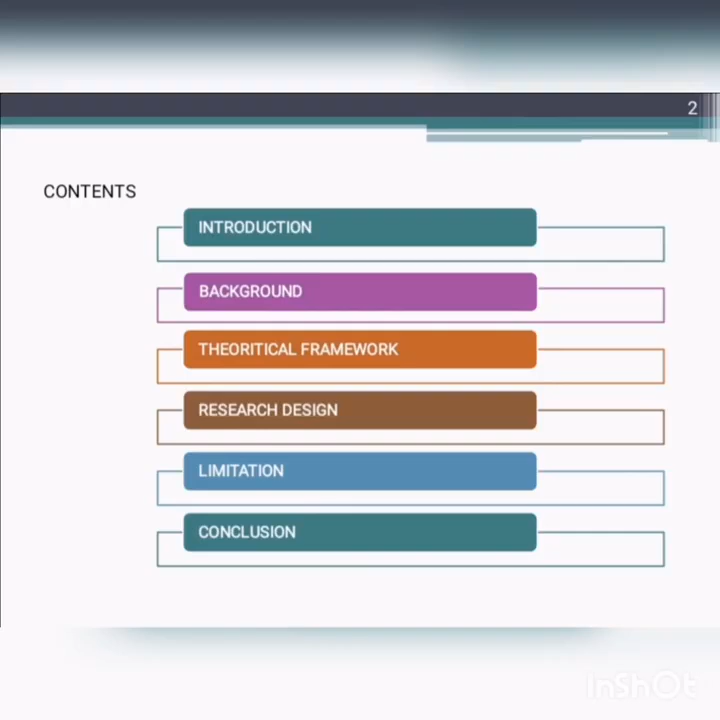 2
CONTENTS
INTRODUCTION
BACKGROUND
THEORITICAL FRAMEWORK
RESEARCH DESIGN
LIMITATION
CONCLUSION
InShOt